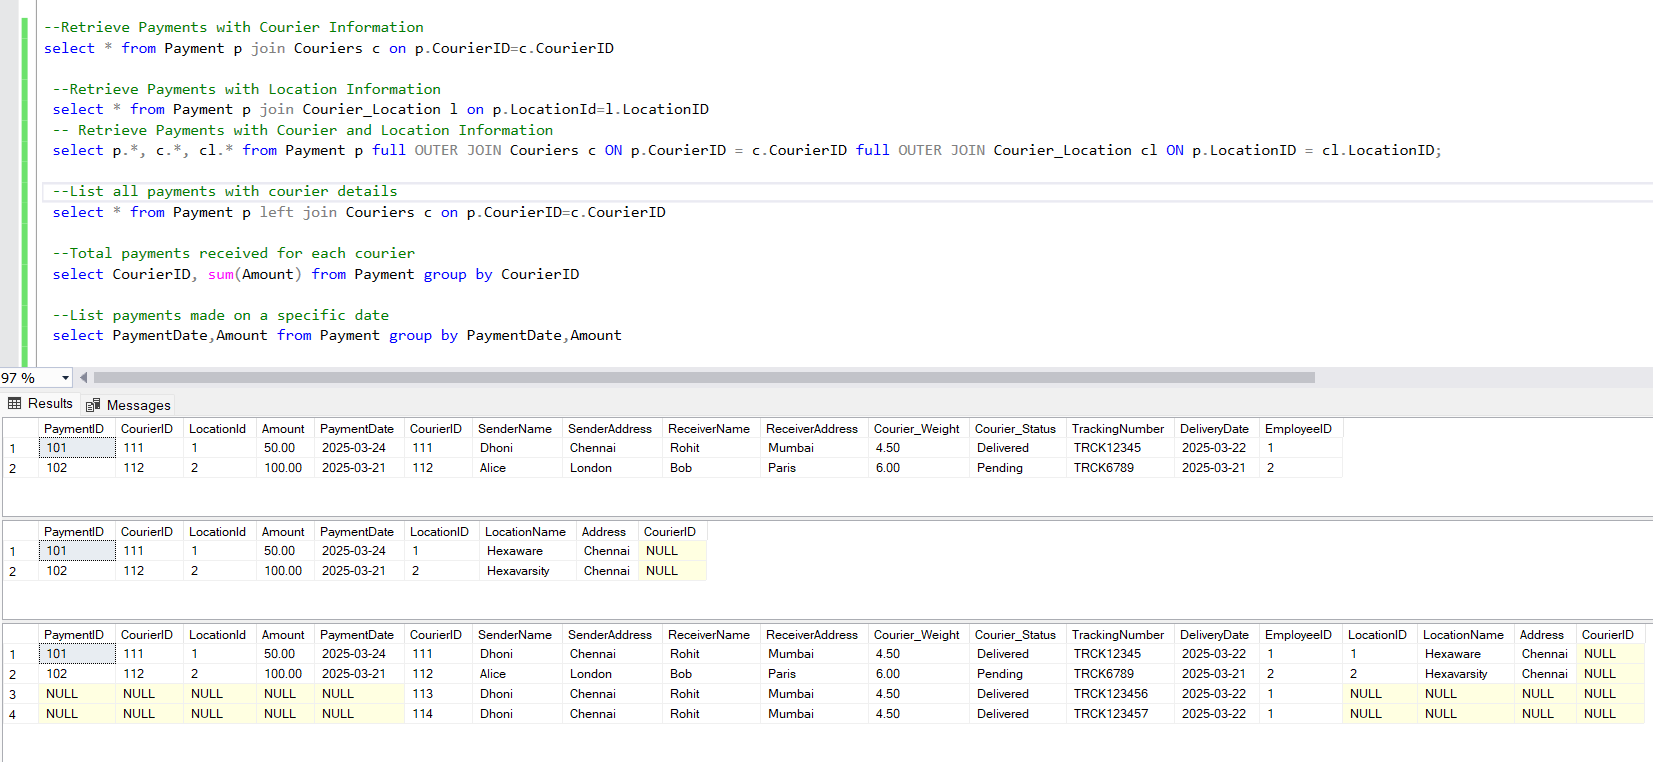 --Retrieve Payments with Courier Information
select * from Payment p join Couriers c on p.CourierID=c.CourierID
--Retrieve Payments with Location Information
select * from Payment p join Courier_Location l on p.LocationId=l.LocationID
-- Retrieve Payments with Courier and Location Information
select p.*, c.*, cl.* from Payment p full OUTER JOIN Couriers c ON p.CourierID = c.CourierID full OUTER JOIN Courier_Location cl ON p.LocationID = cl.LocationID;
--List all payments with courier details
select * from Payment p left join Couriers c on p.CourierID=c.CourierID
--Total payments received for each courier
select CourierID, sum(Amount) from Payment group by CourierID
--List payments made on a specific date
select PaymentDate,Amount from Payment group by PaymentDate,Amount
97 %
Results Messages
PaymentID CourierID LocationId Amount PaymentDate CourierID SenderName SenderAddress ReceiverName ReceiverAddress Courier_Weight Courier_Status TrackingNumber DeliveryDate EmployeeID
1 101 111 1 50.00 2025-03-24 111 Dhoni Chennai Rohit Mumbai 4.50 Delivered TRCK12345 2025-03-22 1
2 102 112 2 100.00 2025-03-21 112 Alice London Bob Paris 6.00 Pending TRCK6789 2025-03-21 2
PaymentID CourierID LocationId Amount PaymentDate LocationID LocationName Address CourierID
1 101 111 1 50.00 2025-03-24 1 Hexaware Chennai NULL
2 102 112 2 100.00 2025-03-21 2 Hexavarsity Chennai NULL
PaymentID CourierID LocationId Amount PaymentDate CourierID SenderName SenderAddress ReceiverName ReceiverAddress Courier_Weight Courier_Status TrackingNumber DeliveryDate EmployeeID LocationID LocationName Address CourierID
1 101 111 1 50.00 2025-03-24 111 Dhoni Chennai Rohit Mumbai 4.50 Delivered TRCK12345 2025-03-22 1 1 Hexaware Chennai NULL
2 102 112 2 100.00 2025-03-21 112 Alice London Bob Paris 6.00 Pending TRCK6789 2025-03-21 2 2 Hexavarsity Chennai NULL
3 NULL NULL NULL NULL NULL 113 Dhoni Chennai Rohit Mumbai 4.50 Delivered TRCK123456 2025-03-22 1 NULL NULL NULL NULL
4 NULL NULL NULL NULL NULL 114 Dhoni Chennai Rohit Mumbai 4.50 Delivered TRCK123457 2025-03-22 1 NULL NULL NULL NULL